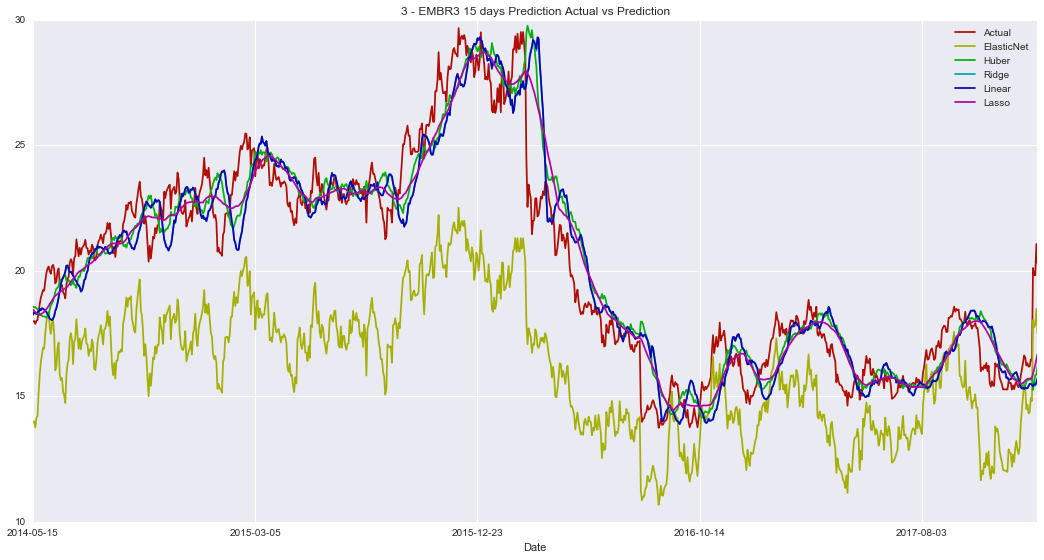 3 - EMBR3 15 days Prediction Actual vs Prediction
30
25
20
15
10
Actual
ElasticNet
Huber
Ridge
Linear
Lasso
2014-05-15
2015-03-05
2015-12-23
2016-10-14
2017-08-03
Date